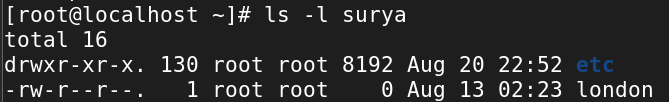 [root@localhost ~]# ls -l surya
total 16
drwxr-xr-x. 130 root root 8192 Aug 20 22:52 etc
-rw-r--r--.   1 root root    0 Aug 13 02:23 london